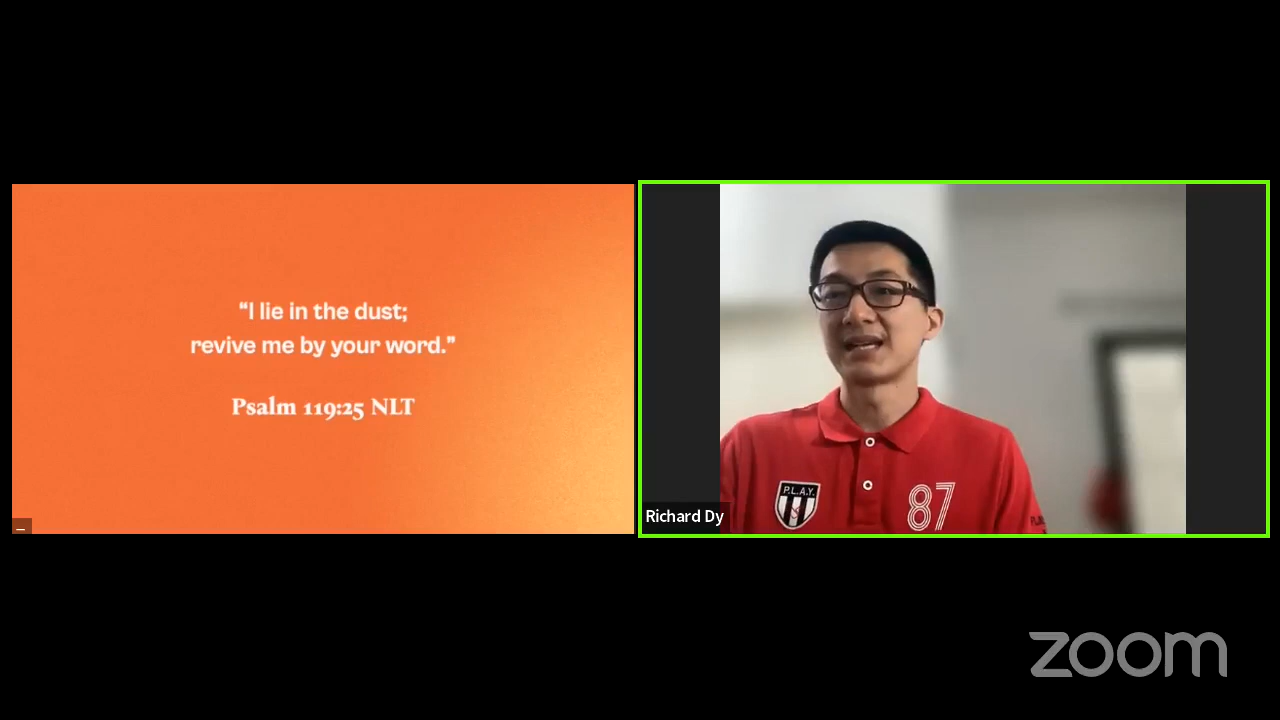 “I lie in the dust;
revive me by your word.”
Psalm 119:25 NLT
Richard Dy
P.L.A.Y.
87
zoom